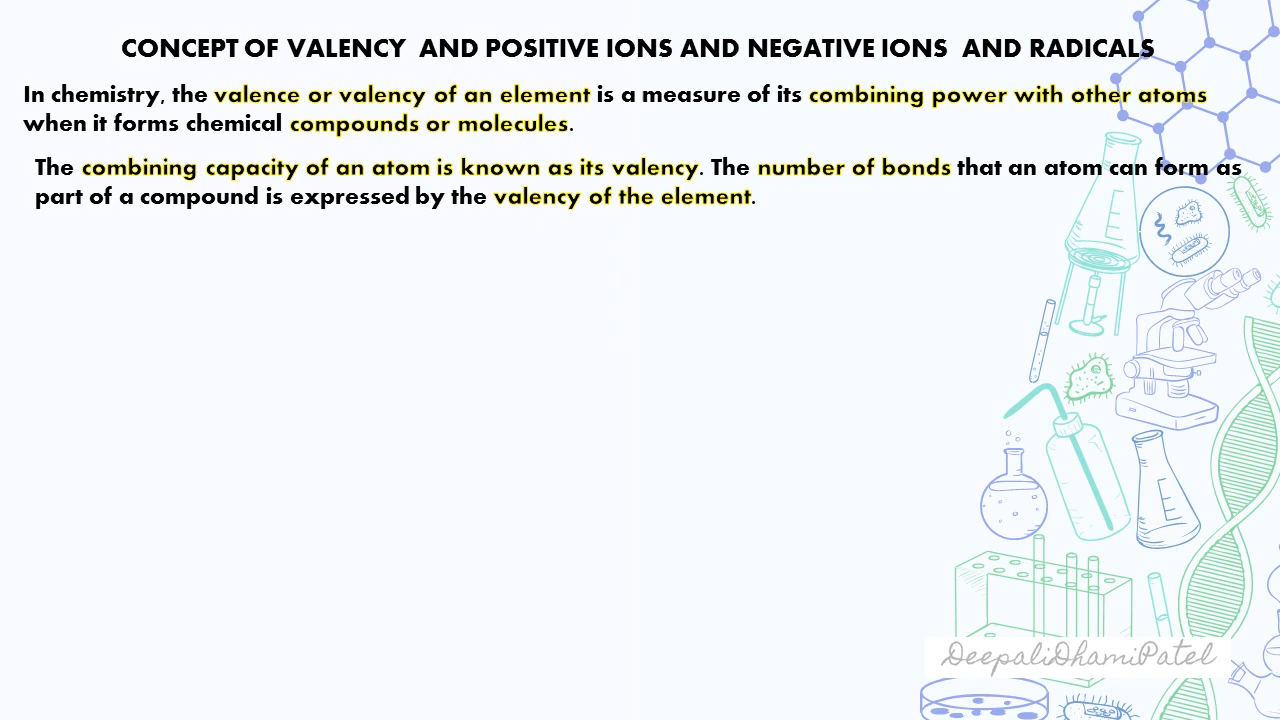 CONCEPT OF VALENCY AND POSITIVE IONS AND NEGATIVE IONS AND RADICALS
In chemistry, the valence or valency of an element is a measure of its combining power with other atoms
when it forms chemical compounds or molecules.
The combining capacity of an atom is known as its valency. The number of bonds that an atom can form as
part of a compound is expressed by the valency of the element.
DeepaliDhamiPatel